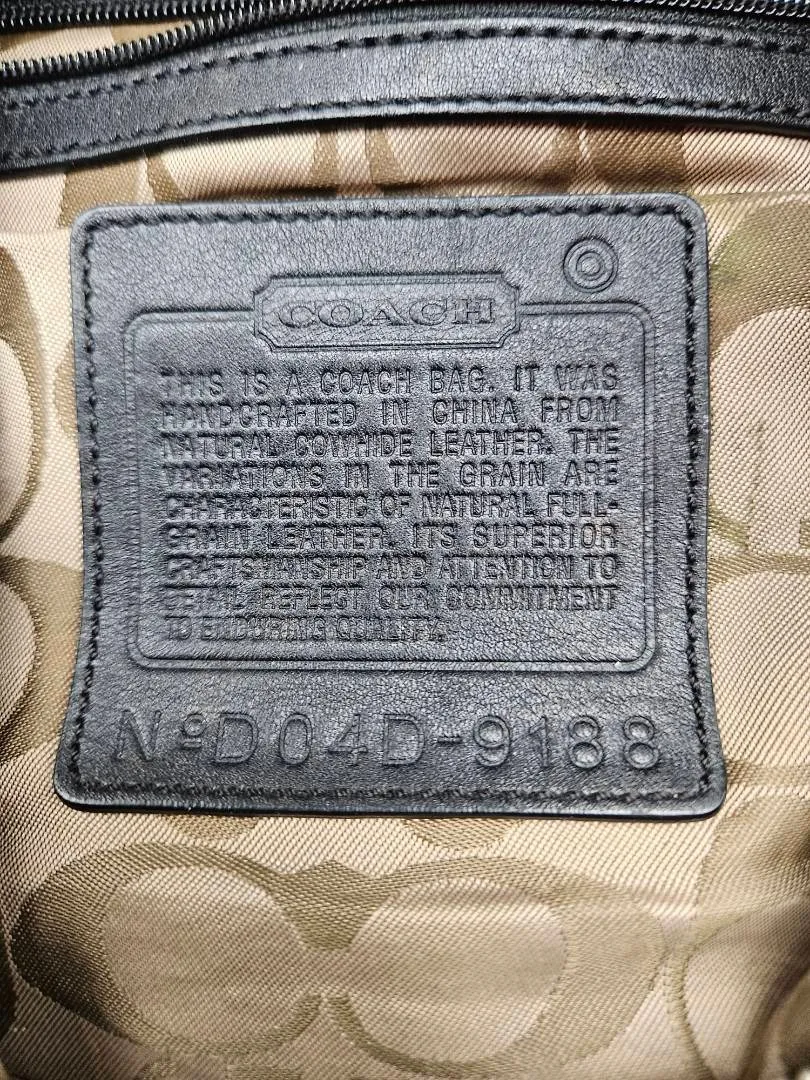 COACH
THIS IS A COACH BAG. IT WAS
HANDCRAFTED IN CHINA FROM
NATURAL COWHIDE LEATHER. THE
VARIATIONS IN THE GRAIN ARE
CHARACTERISTIC OF NATURAL FULL-
GRAIN LEATHER. ITS SUPERIOR
CRAFTSMANSHIP AND ATTENTION TO
DETAIL REFLECT OUR COMMITMENT
TO ENDURING QUALITY.
Nº D04D-9188